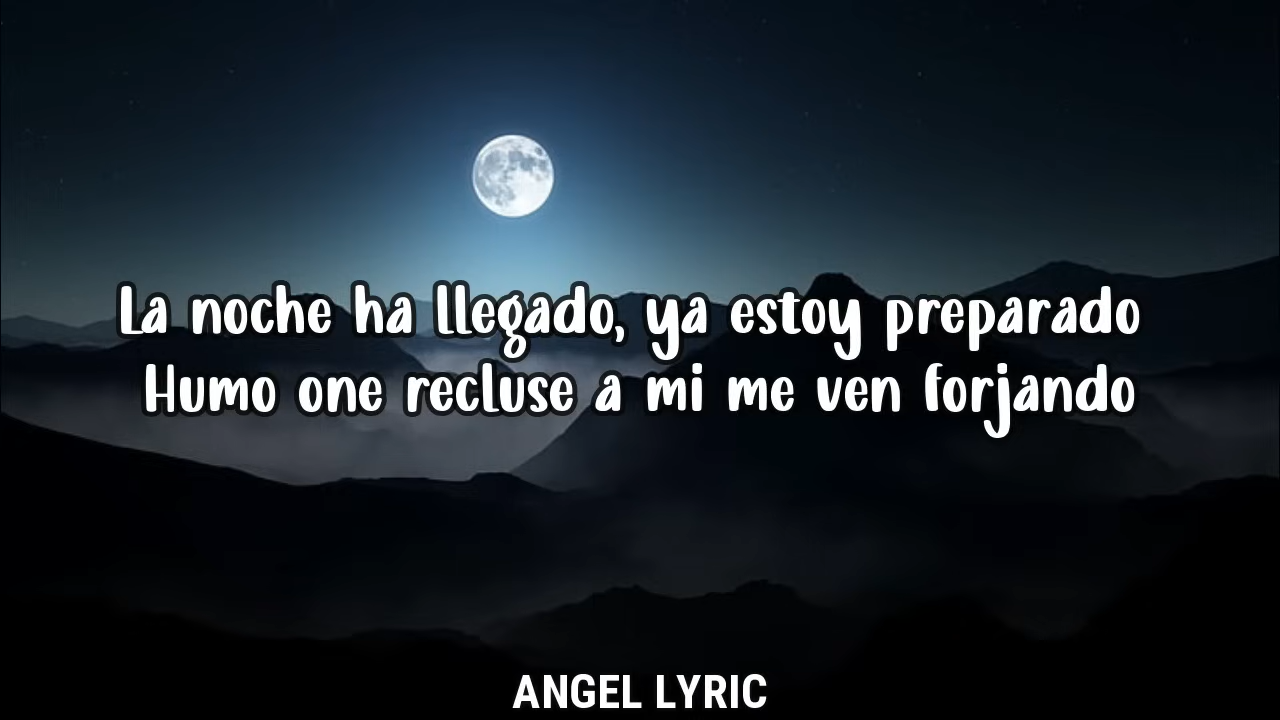 La noche ha llegado, ya estoy preparado
Humo one recluse a mi me ven forjando
ANGEL LYRIC